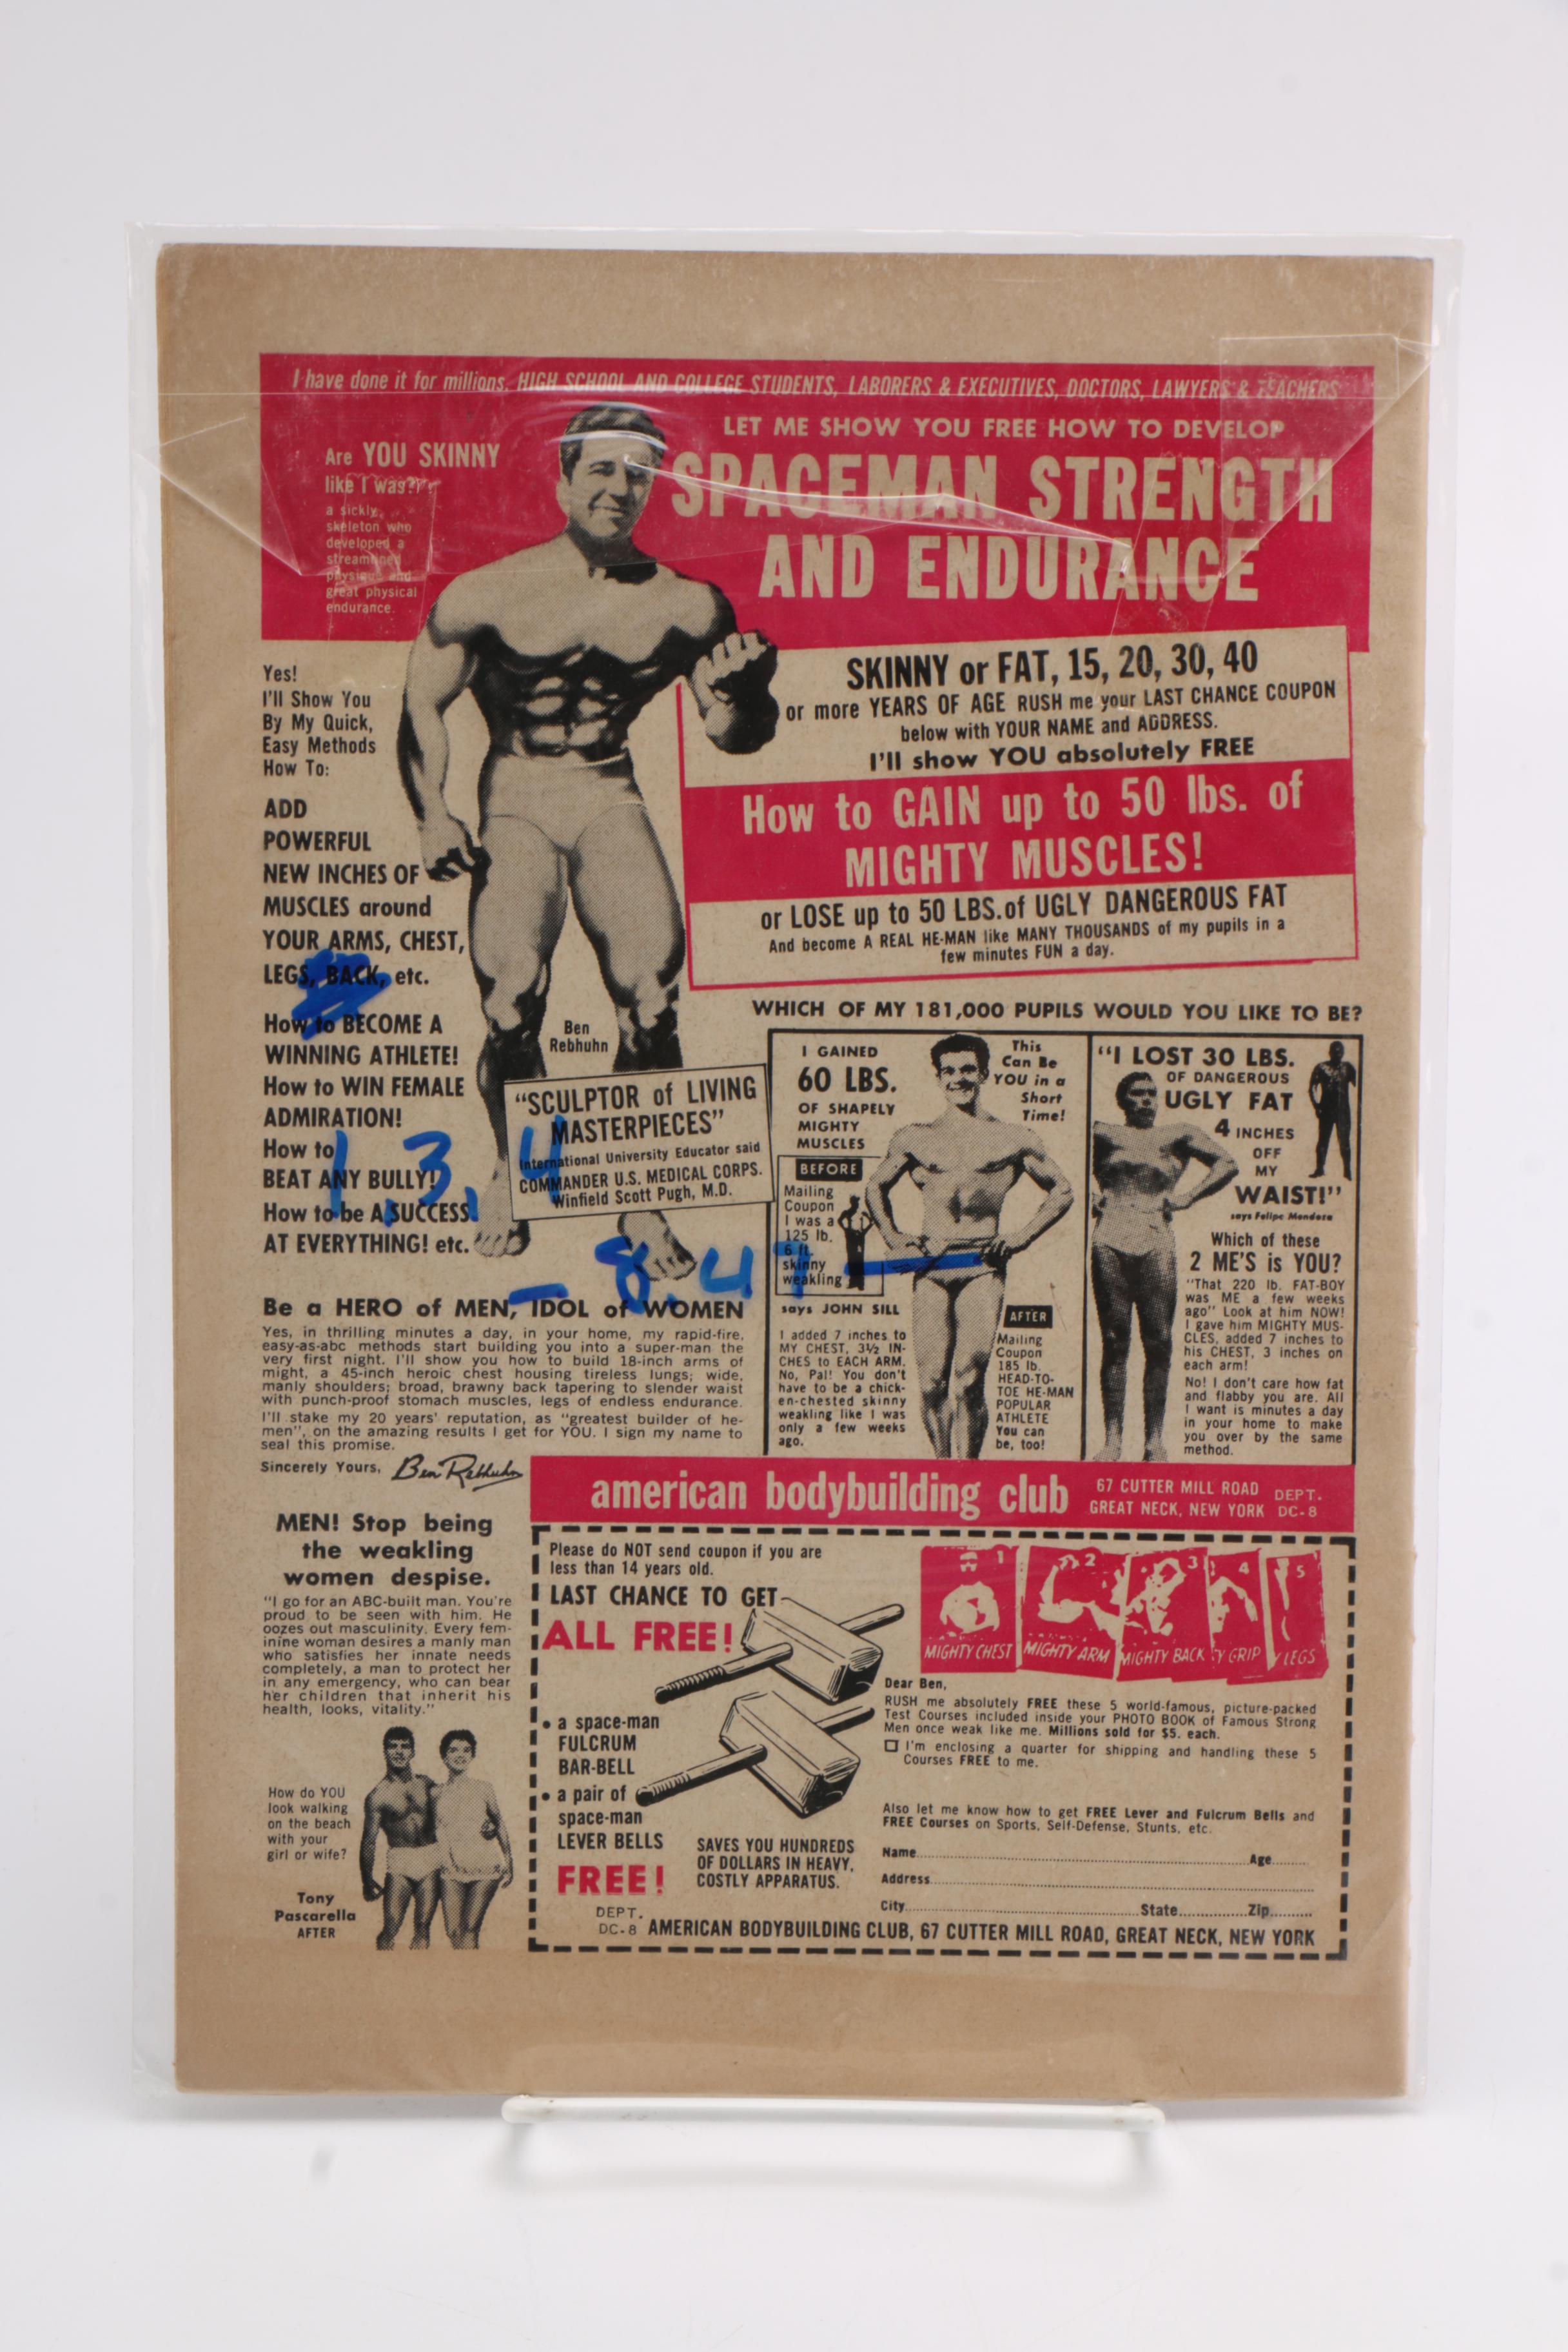 I have done it for millions. HIGH SCHOOL AND COLLEGE STUDENTS, LABORERS & EXECUTIVES, DOCTORS, LAWYERS & TEACHERS
Are YOU SKINNY
like I was??
a sickly
skeleton who
developed a
streamlined
physique and
great physical
endurance.
LET ME SHOW YOU FREE HOW TO DEVELOP
SPACEMAN STRENGTH
AND ENDURANCE
Yes!
I'll Show You
By My Quick,
Easy Methods
How To:
ADD
POWERFUL
NEW INCHES OF
MUSCLES around
YOUR ARMS, CHEST,
LEGS, BACK, etc.
How to BECOME A
WINNING ATHLETE!
How to WIN FEMALE
ADMIRATION!
How to
BEAT ANY BULLY!
How to be A SUCCESS
AT EVERYTHING! etc.
1, 3, 4
– 8.47
Ben
Rebhuhn
"SCULPTOR of LIVING
MASTERPIECES"
International University Educator said
COMMANDER U.S. MEDICAL CORPS.
Winfield Scott Pugh, M.D.
SKINNY or FAT, 15, 20, 30, 40
or more YEARS OF AGE RUSH me your LAST CHANCE COUPON
below with YOUR NAME and ADDRESS.
I'll show YOU absolutely FREE
How to GAIN up to 50 lbs. of
MIGHTY MUSCLES!
or LOSE up to 50 LBS. of UGLY DANGEROUS FAT
And become A REAL HE-MAN like MANY THOUSANDS of my pupils in a
few minutes FUN a day.
WHICH OF MY 181,000 PUPILS WOULD YOU LIKE TO BE?
I GAINED
60 LBS.
OF SHAPELY
MIGHTY
MUSCLES
This
Can Be
YOU in a
Short
Time!
BEFORE
Mailing
Coupon
I was a
125 lb.
6 ft.
skinny
weakling
says JOHN SILL
I added 7 inches to
MY CHEST, 3½ IN-
CHES to EACH ARM.
No, Pal! You don't
have to be a chick-
en-chested skinny
weakling like I was
only a few weeks
ago.
AFTER
Mailing
Coupon
185 lb.
HEAD-TO-
TOE HE-MAN
POPULAR
ATHLETE
You can
be, too!
"I LOST 30 LBS.
OF DANGEROUS
UGLY FAT
4 INCHES
OFF
MY
WAIST!"
says Felipe Mendoza
Which of these
2 ME'S is YOU?
"That 220 lb. FAT-BOY
was ME a few weeks
ago" Look at him NOW!
I gave him MIGHTY MUS-
CLES, added 7 inches to
his CHEST, 3 inches on
each arm!
No! I don't care how fat
and flabby you are. All
I want is minutes a day
in your home to make
you over by the same
method.
Be a HERO of MEN, IDOL of WOMEN
Yes, in thrilling minutes a day, in your home, my rapid-fire,
easy-as-abc methods start building you into a super-man the
very first night. I'll show you how to build 18-inch arms of
might, a 45-inch heroic chest housing tireless lungs; wide,
manly shoulders; broad, brawny back tapering to slender waist
with punch-proof stomach muscles, legs of endless endurance.
I'll stake my 20 years' reputation, as "greatest builder of he-
men", on the amazing results I get for YOU. I sign my name to
seal this promise.
Sincerely Yours, Ben Rebhuhn
american bodybuilding club 67 CUTTER MILL ROAD DEPT.
GREAT NECK, NEW YORK DC-8
MEN! Stop being
the weakling
women despise.
"I go for an ABC-built man. You're
proud to be seen with him. He
oozes out masculinity. Every fem-
inine woman desires a manly man
who satisfies her innate needs
completely, a man to protect her
in any emergency, who can bear
her children that inherit his
health, looks, vitality."
How do YOU
look walking
on the beach
with your
girl or wife?
Tony
Pascarella
AFTER
Please do NOT send coupon if you are
less than 14 years old.
LAST CHANCE TO GET
ALL FREE!
• a space-man
FULCRUM
BAR-BELL
• a pair of
space-man
LEVER BELLS
FREE!
SAVES YOU HUNDREDS
OF DOLLARS IN HEAVY,
COSTLY APPARATUS.
1 2 3 4 5
MIGHTY CHEST MIGHTY ARM MIGHTY BACK Y GRIP Y LEGS
Dear Ben,
RUSH me absolutely FREE these 5 world-famous, picture-packed
Test Courses included inside your PHOTO BOOK of Famous Strong
Men once weak like me. Millions sold for $5. each.
I'm enclosing a quarter for shipping and handling these 5
Courses FREE to me.
Also let me know how to get FREE Lever and Fulcrum Bells and
FREE Courses on Sports, Self-Defense, Stunts, etc.
Name Age
Address
City State Zip
DEPT.
DC-8 AMERICAN BODYBUILDING CLUB, 67 CUTTER MILL ROAD, GREAT NECK, NEW YORK